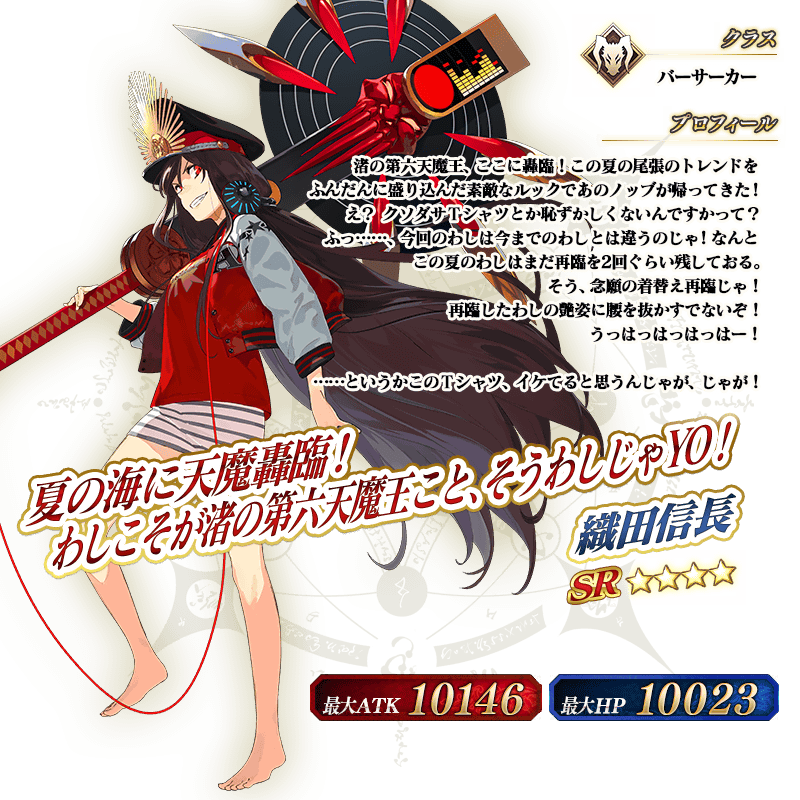 クラス
バーサーカー
プロフィール
渚の第六天魔王、ここに轟臨！この夏の尾張のトレンドを
ふんだんに盛り込んだ素敵なルックであのノッブが帰ってきた！
え？ クソダサTシャツとか恥ずかしくないんですかって？
ふっ……、今回のわしは今までのわしとは違うのじゃ！なんと
この夏のわしはまだ再臨を2回ぐらい残しておる。
そう、念願の着替え再臨じゃ！
再臨したわしの艶姿に腰を抜かすでないぞ！
うっはっはっはっはー！
……というかこのTシャツ、イケてると思うんじゃが、じゃが！
夏の海に天魔轟臨！
わしこそが渚の第六天魔王こと、そうわしじゃYO！
織田信長
SR
最大ATK 10146
最大HP 10023